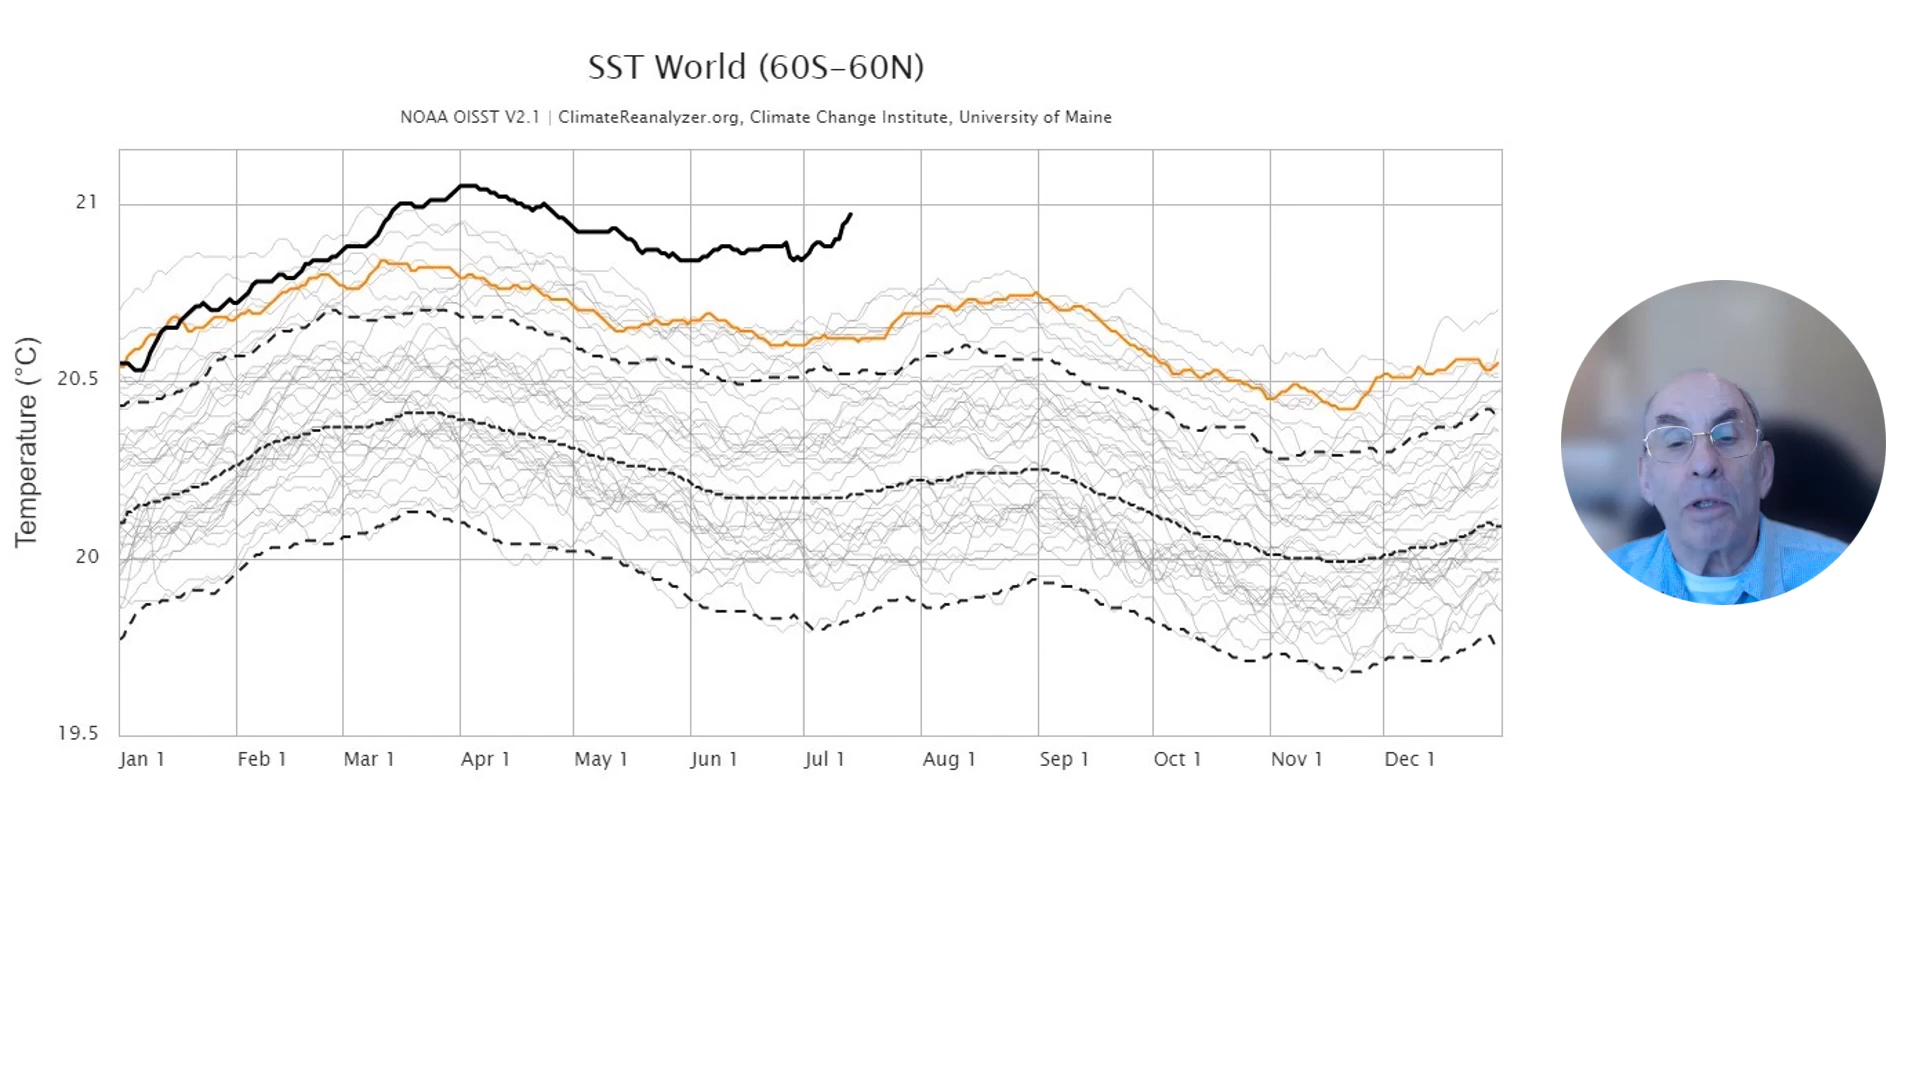 SST World (60S–60N)
NOAA OISST V2.1 | ClimateReanalyzer.org, Climate Change Institute, University of Maine
Temperature (°C)
21
20.5
20
19.5
Jan 1 Feb 1 Mar 1 Apr 1 May 1 Jun 1 Jul 1 Aug 1 Sep 1 Oct 1 Nov 1 Dec 1